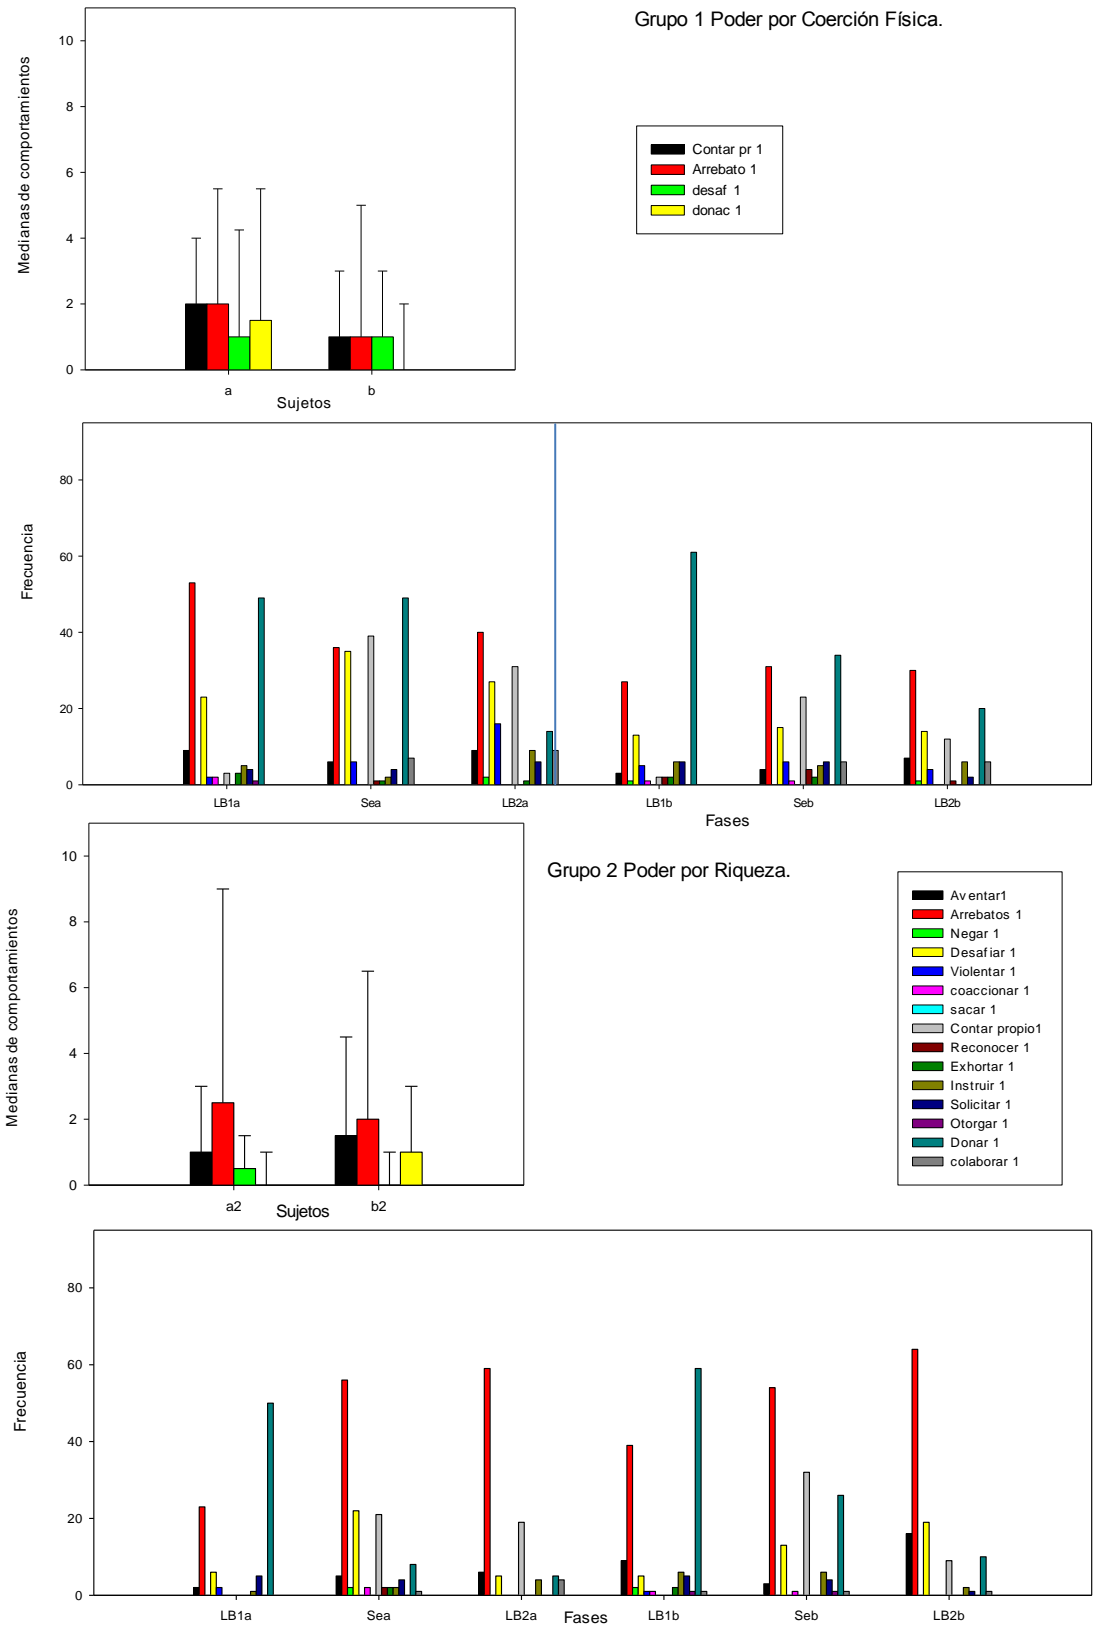 Grupo 1 Poder por Coerción Física.
Medianas de comportamientos
10
8
6
4
2
0
a
b
Sujetos
Contar pr 1
Arrebato 1
desaf 1
donac 1
Frecuencia
80
60
40
20
0
LB1a
Sea
LB2a
LB1b
Seb
LB2b
Fases
Grupo 2 Poder por Riqueza.
Medianas de comportamientos
10
8
6
4
2
0
a2
b2
Sujetos
Aventar1
Arrebatos 1
Negar 1
Desafiar 1
Violentar 1
coaccionar 1
sacar 1
Contar propio1
Reconocer 1
Exhortar 1
Instruir 1
Solicitar 1
Otorgar 1
Donar 1
colaborar 1
Frecuencia
80
60
40
20
0
LB1a
Sea
LB2a
LB1b
Seb
LB2b
Fases